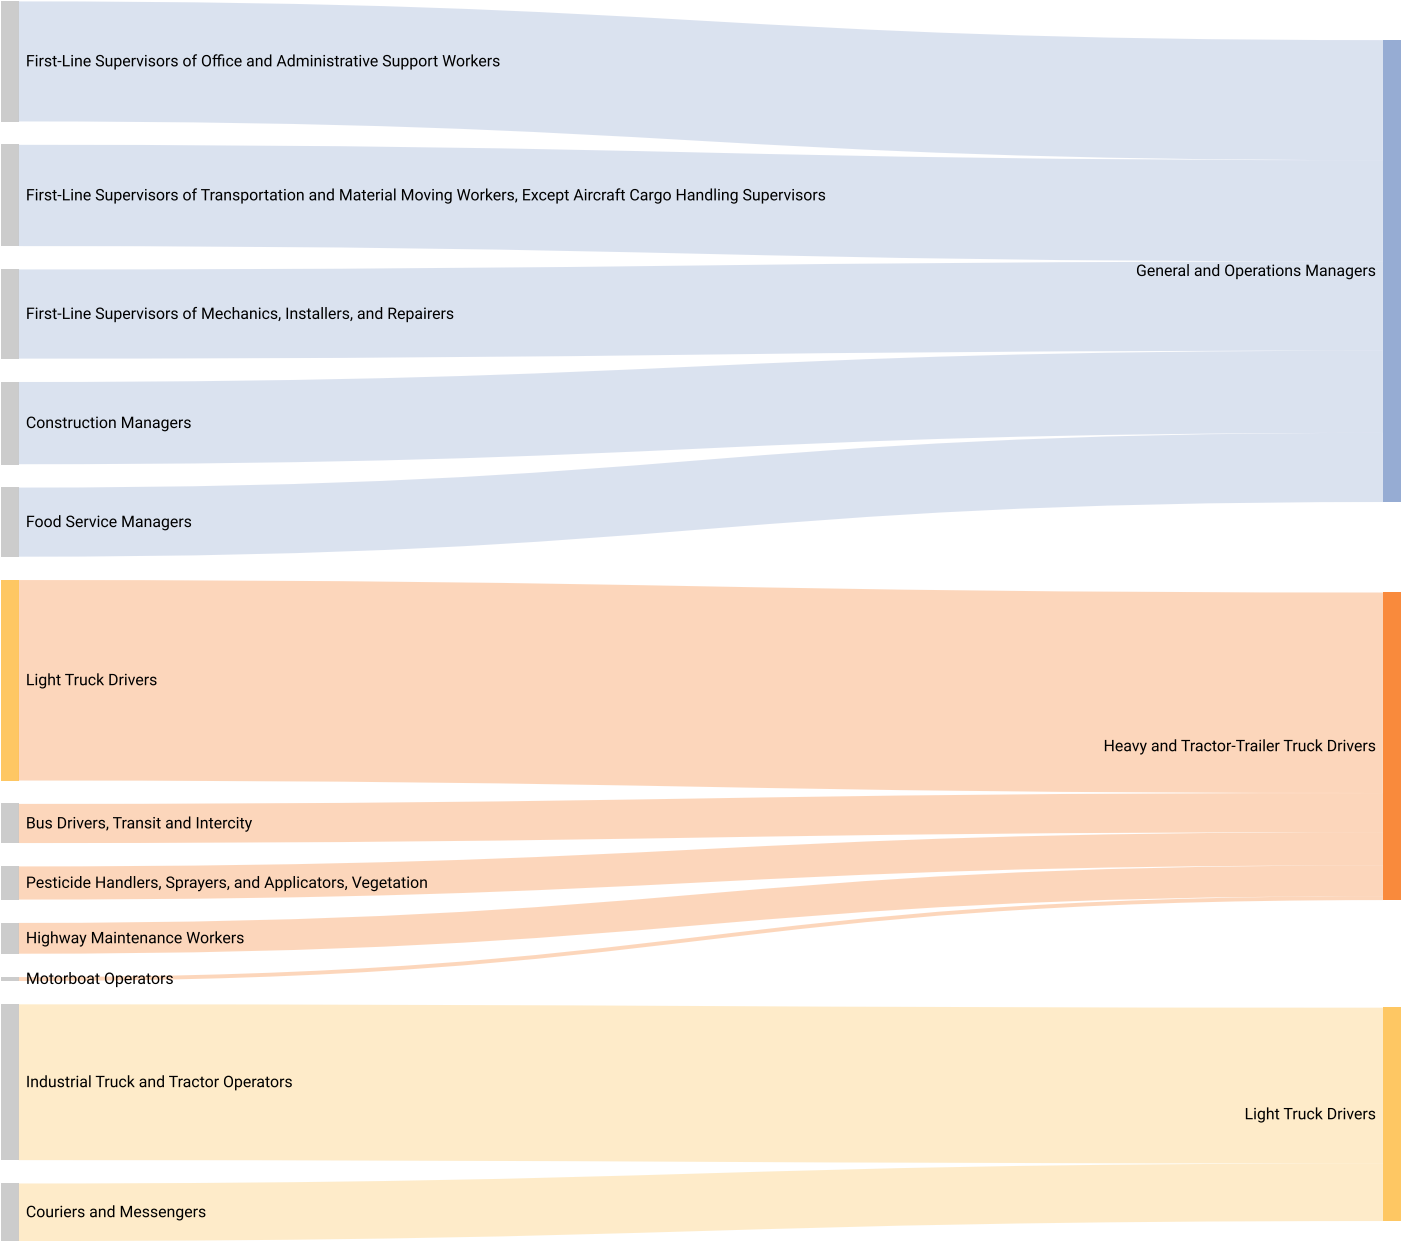 First-Line Supervisors of Office and Administrative Support Workers
First-Line Supervisors of Transportation and Material Moving Workers, Except Aircraft Cargo Handling Supervisors
General and Operations Managers
First-Line Supervisors of Mechanics, Installers, and Repairers
Construction Managers
Food Service Managers
Light Truck Drivers
Heavy and Tractor-Trailer Truck Drivers
Bus Drivers, Transit and Intercity
Pesticide Handlers, Sprayers, and Applicators, Vegetation
Highway Maintenance Workers
Motorboat Operators
Industrial Truck and Tractor Operators
Light Truck Drivers
Couriers and Messengers